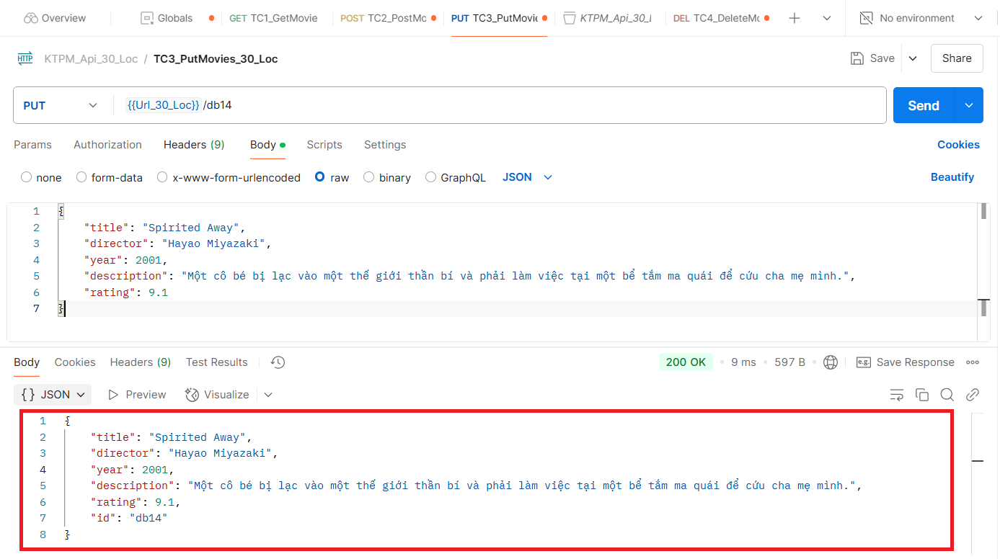 Overview Globals GET TC1_GetMovie POST TC2_PostMo PUT TC3_PutMovie KTPM_Api_30_L DEL TC4_DeleteMo No environment
HTTP KTPM_Api_30_Loc / TC3_PutMovies_30_Loc Save Share
PUT {{Url_30_Loc}} /db14 Send
Params Authorization Headers (9) Body Scripts Settings Cookies
none form-data x-www-form-urlencoded raw binary GraphQL JSON Beautify
1 {
2 "title": "Spirited Away",
3 "director": "Hayao Miyazaki",
4 "year": 2001,
5 "description": "Một cô bé bị lạc vào một thế giới thần bí và phải làm việc tại một bể tắm ma quái để cứu cha mẹ mình.",
6 "rating": 9.1
7 }
Body Cookies Headers (9) Test Results 200 OK 9 ms 597 B e.g. Save Response
{} JSON Preview Visualize
1 {
2 "title": "Spirited Away",
3 "director": "Hayao Miyazaki",
4 "year": 2001,
5 "description": "Một cô bé bị lạc vào một thế giới thần bí và phải làm việc tại một bể tắm ma quái để cứu cha mẹ mình.",
6 "rating": 9.1,
7 "id": "db14"
8 }